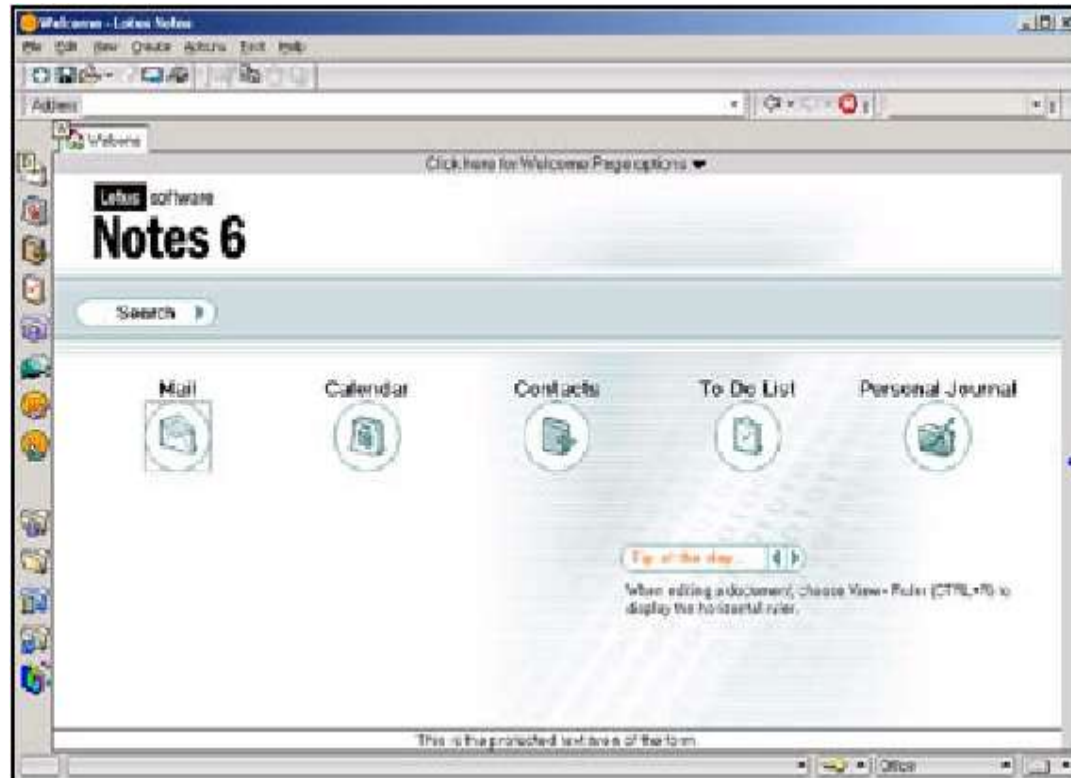 Welcome - Lotus Notes
File Edit View Create Actions Text Help
Address
Welcome
Click here for Welcome Page options
Lotus software
Notes 6
Search
Mail Calendar Contacts To Do List Personal Journal
Tip of the day...
When editing a document, choose View - Ruler (CTRL+R) to
display the horizontal ruler.
This is the protected text area of the form
Office